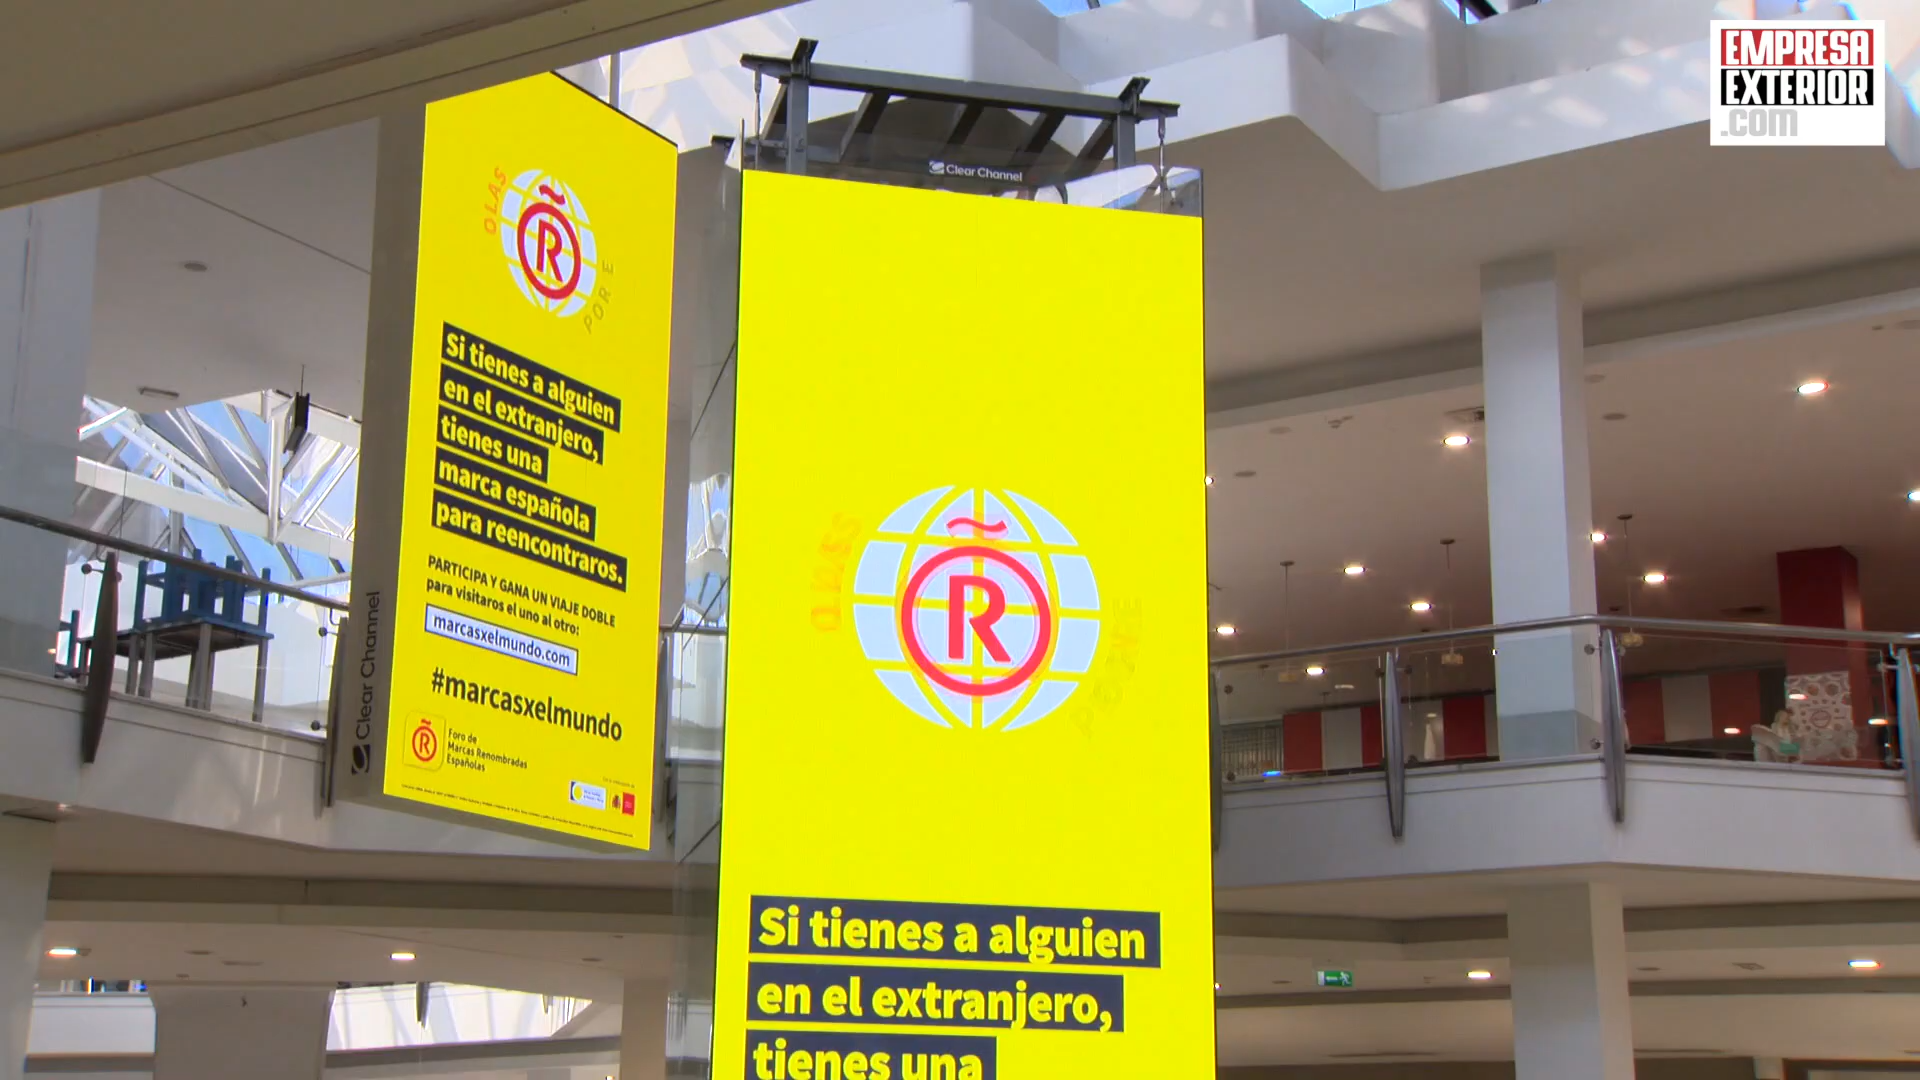 EMPRESA
EXTERIOR
.com
Clear Channel
OLAS
POR E
R
Si tienes a alguien
en el extranjero,
tienes una
marca española
para reencontraros.
PARTICIPA Y GANA UN VIAJE DOBLE
para visitaros el uno al otro:
marcasxelmundo.com
#marcasxelmundo
R
Foro de
Marcas Renombradas
Españolas
Clear Channel
R
Si tienes a alguien
en el extranjero,
tienes una